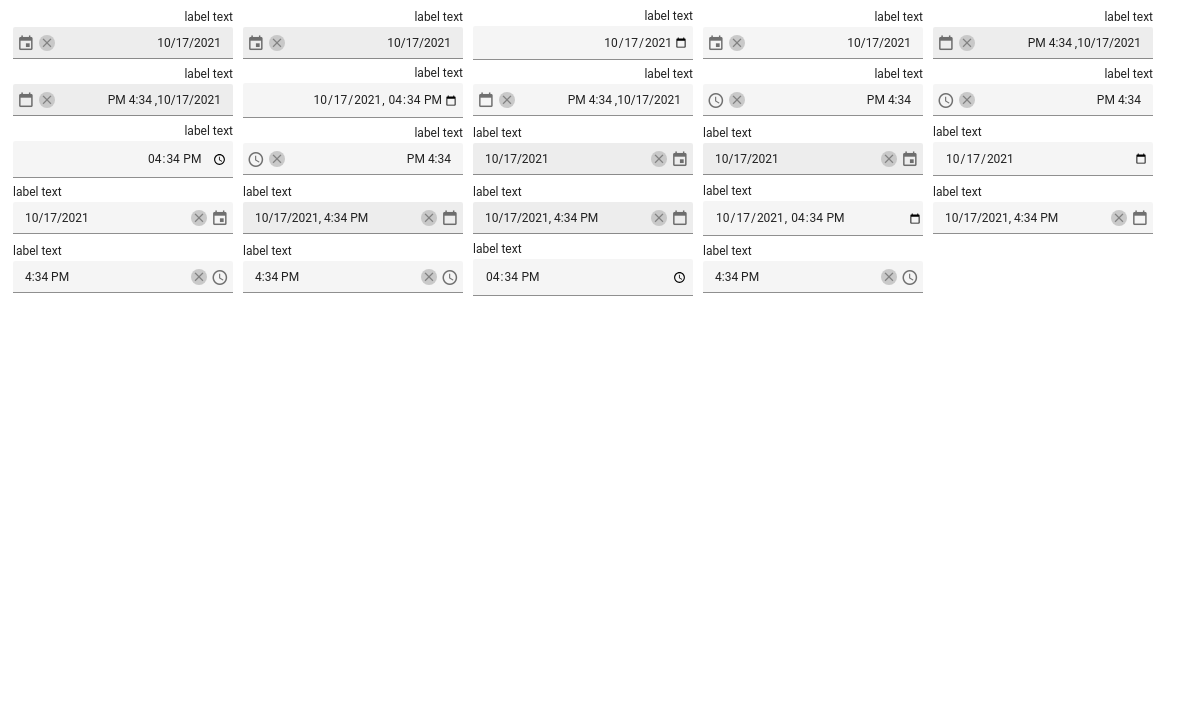 label text
10/17/2021
label text
10/17/2021
label text
10/17/2021
label text
10/17/2021
label text
PM 4:34 ,10/17/2021
label text
PM 4:34 ,10/17/2021
label text
10/17/2021, 04:34 PM
label text
PM 4:34 ,10/17/2021
label text
PM 4:34
label text
PM 4:34
label text
04:34 PM
label text
PM 4:34
label text
10/17/2021
label text
10/17/2021
label text
10/17/2021
label text
10/17/2021
label text
10/17/2021, 4:34 PM
label text
10/17/2021, 4:34 PM
label text
10/17/2021, 04:34 PM
label text
10/17/2021, 4:34 PM
label text
4:34 PM
label text
4:34 PM
label text
04:34 PM
label text
4:34 PM